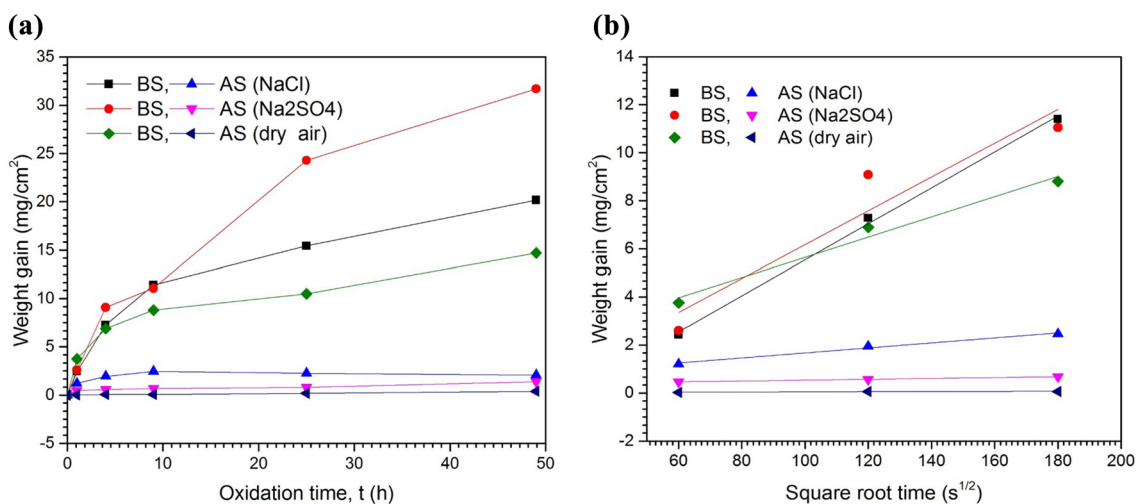 (a)
35
30
25
20
15
10
5
0
-5
0
10
20
30
40
50
Weight gain (mg/cm²)
Oxidation time, t (h)
BS, AS (NaCl)
BS, AS (Na2SO4)
BS, AS (dry air)
(b)
14
12
10
8
6
4
2
0
-2
60
80
100
120
140
160
180
200
Weight gain (mg/cm²)
Square root time (s^1/2)
BS, AS (NaCl)
BS, AS (Na2SO4)
BS, AS (dry air)